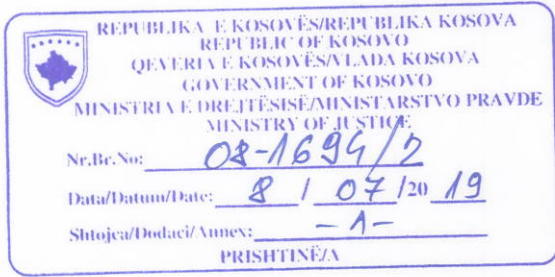 REPUBLIKA E KOSOVËS/REPUBLIKA KOSOVA
REPUBLIC OF KOSOVO
QEVERIA E KOSOVËS/VLADA KOSOVA
GOVERNMENT OF KOSOVO
MINISTRIA E DREJTËSISË/MINISTARSTVO PRAVDE
MINISTRY OF JUSTICE
Nr.Br.No: 08-1694/2
Data/Datum/Date: 8 / 07 /20 19
Shtojca/Dodaci/Annex: -1-
PRISHTINË/A